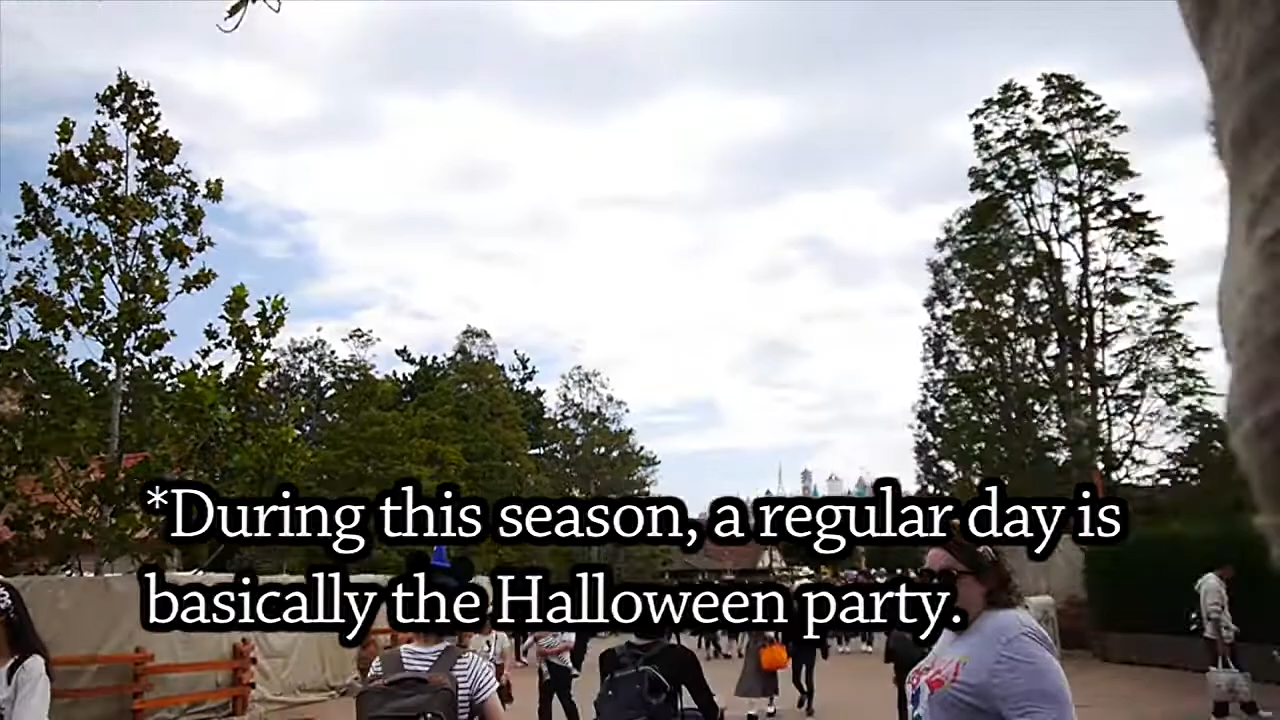 *During this season, a regular day is
basically the Halloween party.